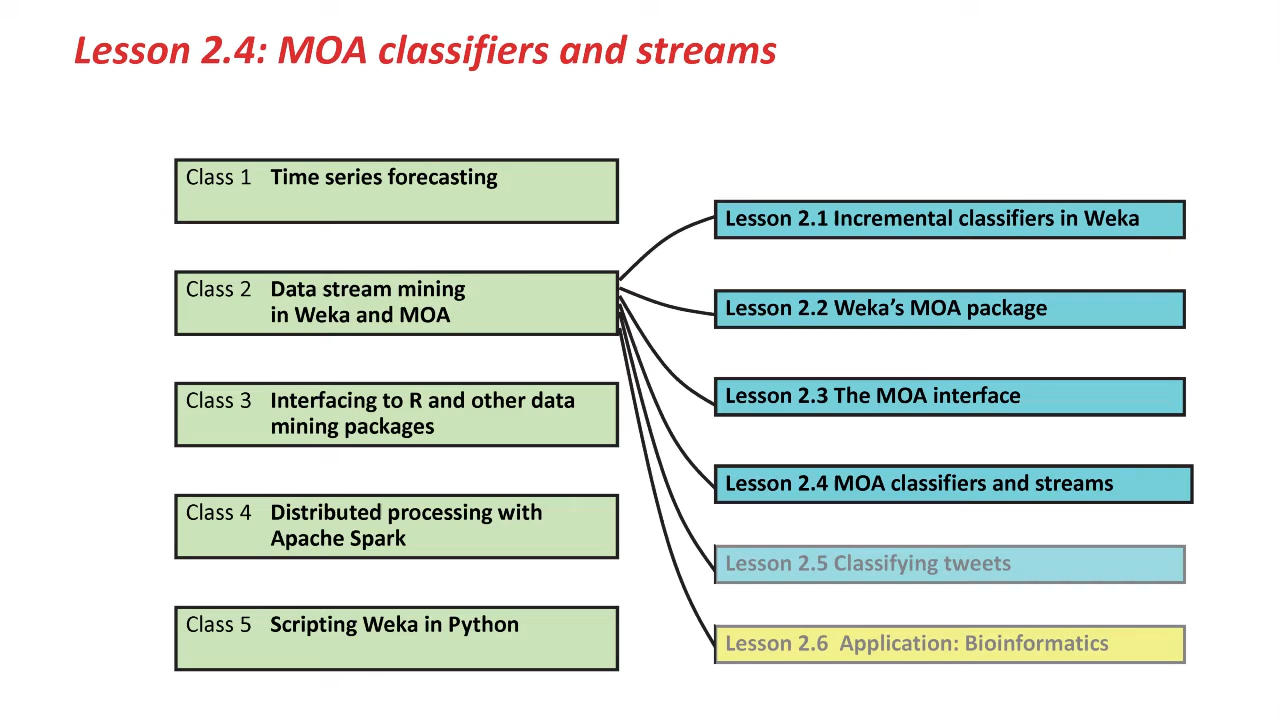 Lesson 2.4: MOA classifiers and streams
Class 1 Time series forecasting
Class 2 Data stream mining
in Weka and MOA
Class 3 Interfacing to R and other data
mining packages
Class 4 Distributed processing with
Apache Spark
Class 5 Scripting Weka in Python
Lesson 2.1 Incremental classifiers in Weka
Lesson 2.2 Weka’s MOA package
Lesson 2.3 The MOA interface
Lesson 2.4 MOA classifiers and streams
Lesson 2.5 Classifying tweets
Lesson 2.6 Application: Bioinformatics